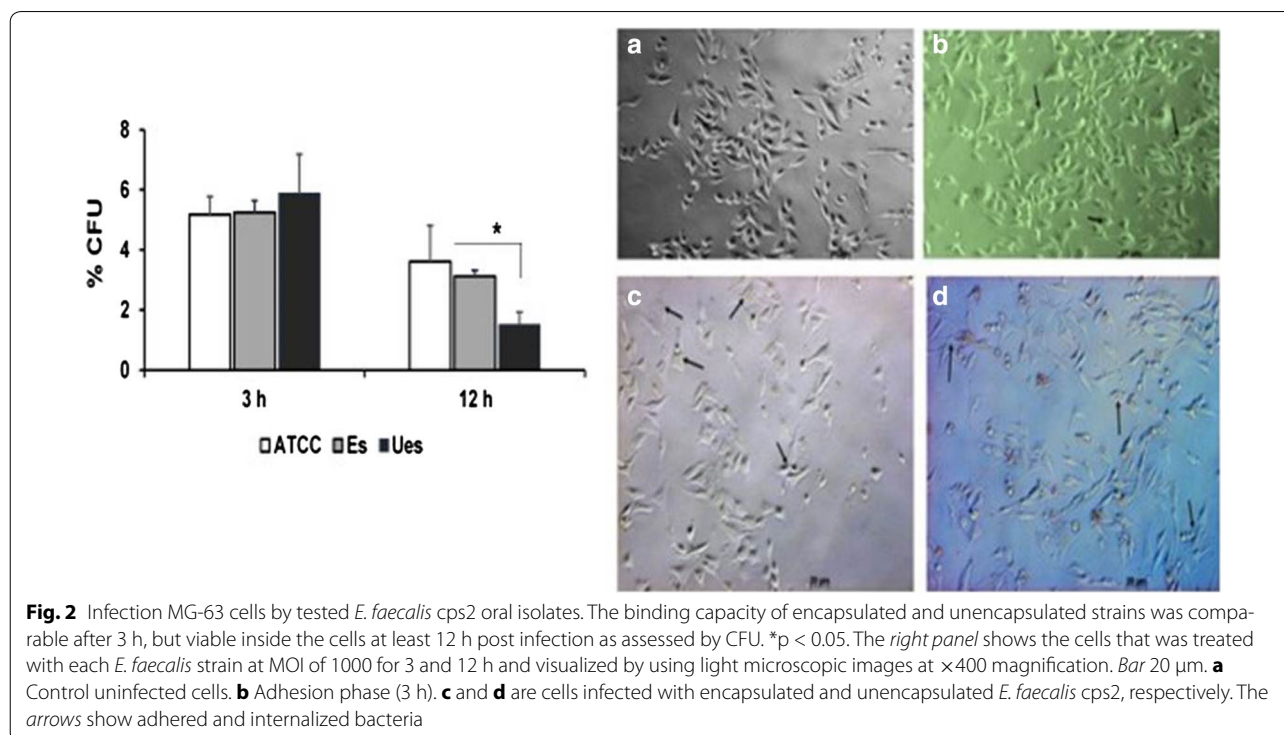 8
6
4
2
0
% CFU
*
3 h
12 h
ATCC Es Ues
a
b
c
d
Fig. 2 Infection MG-63 cells by tested E. faecalis cps2 oral isolates. The binding capacity of encapsulated and unencapsulated strains was compa-
rable after 3 h, but viable inside the cells at least 12 h post infection as assessed by CFU. *p < 0.05. The right panel shows the cells that was treated
with each E. faecalis strain at MOI of 1000 for 3 and 12 h and visualized by using light microscopic images at ×400 magnification. Bar 20 μm. a
Control uninfected cells. b Adhesion phase (3 h). c and d are cells infected with encapsulated and unencapsulated E. faecalis cps2, respectively. The
arrows show adhered and internalized bacteria